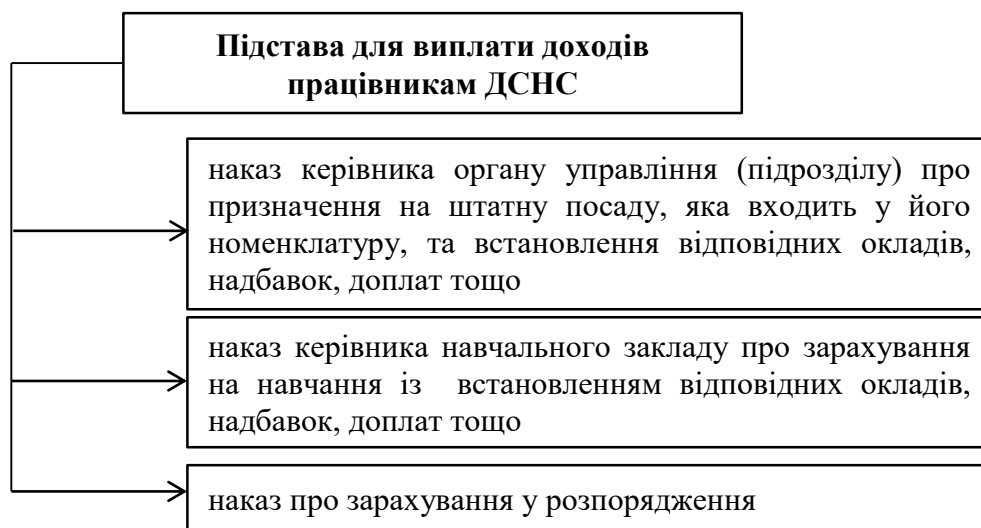 Підстава для виплати доходів
працівникам ДСНС
наказ керівника органу управління (підрозділу) про
призначення на штатну посаду, яка входить у його
номенклатуру, та встановлення відповідних окладів,
надбавок, доплат тощо
наказ керівника навчального закладу про зарахування
на навчання із встановленням відповідних окладів,
надбавок, доплат тощо
наказ про зарахування у розпорядження